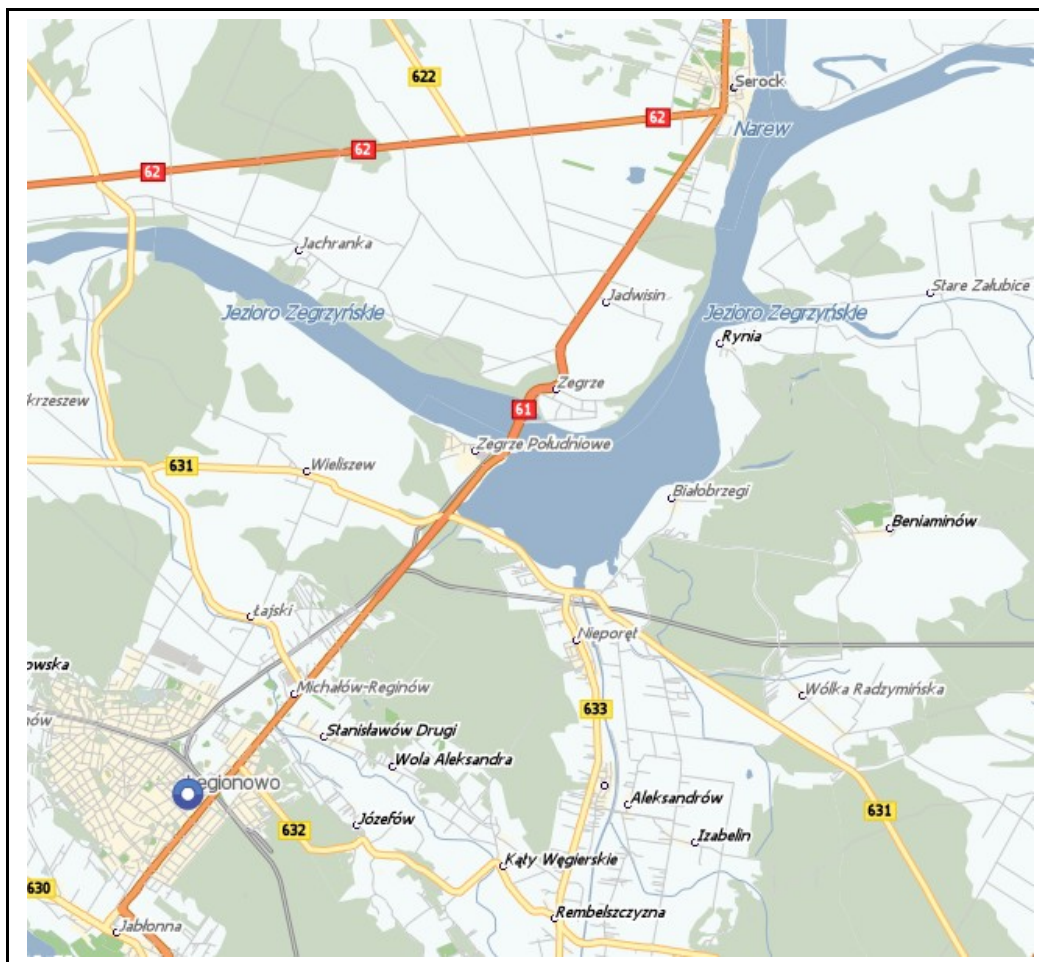 622
Serock
62
62
62
Narew
Jachranka
Jadwisin
Stare Załubice
Jezioro Zegrzyńskie
Jezioro Zegrzyńskie
Rynia
Zegrze
krzeszew
61
Zegrze Południowe
631
Wieliszew
Białobrzegi
Beniaminów
Łajski
Nieporęt
owska
Michałów-Reginów
Wólka Radzymińska
633
nów
Stanisławów Drugi
Wola Aleksandra
Legionowo
Aleksandrów
631
Józefów
632
Izabelin
Kąty Węgierskie
630
Rembelszczyzna
Jabłonna